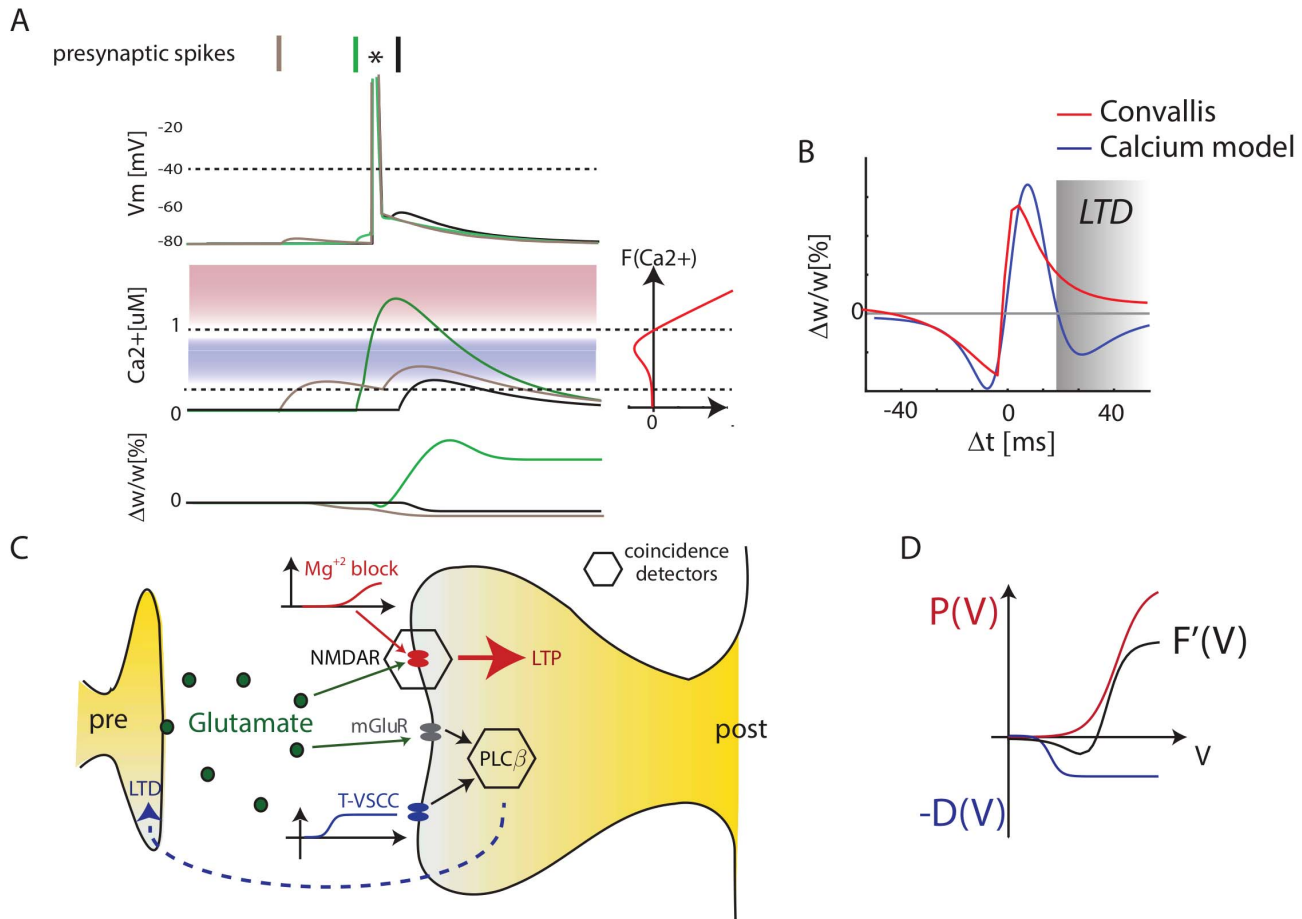 A
presynaptic spikes
*
Vm [mV]
-20
-40
-60
-80
Ca2+[uM]
1
0
F(Ca2+)
0
Δw/w[%]
0
B
Convallis
Calcium model
LTD
Δw/w[%]
0
-40
0
40
Δt [ms]
C
Mg+2 block
coincidence
detectors
NMDAR
LTP
pre
Glutamate
mGluR
post
PLCβ
LTD
T-VSCC
D
P(V)
F'(V)
V
-D(V)